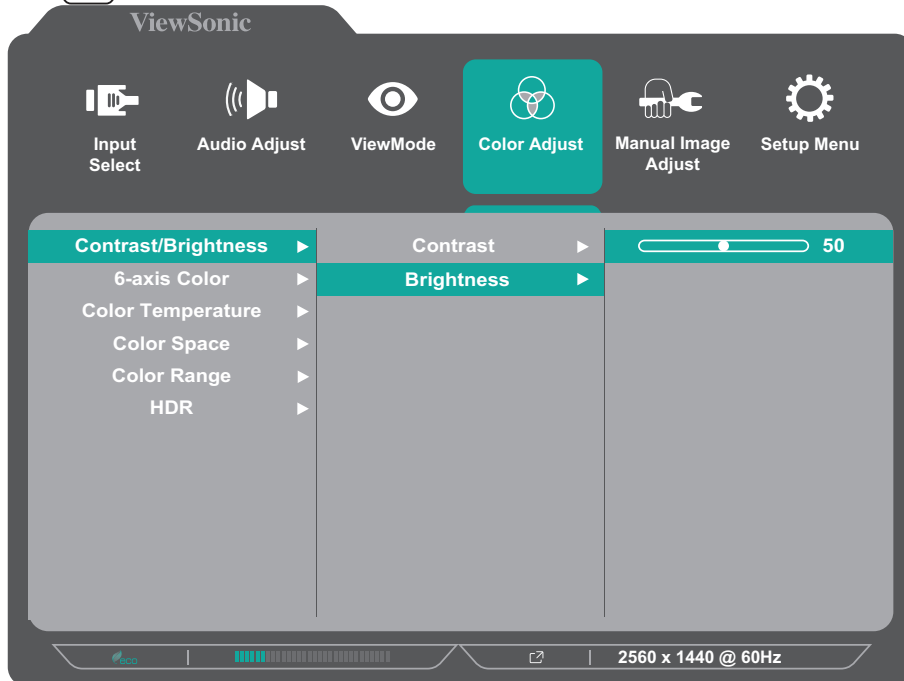 ViewSonic
Input Select
Audio Adjust
ViewMode
Color Adjust
Manual Image Adjust
Setup Menu
Contrast/Brightness
Contrast
50
6-axis Color
Brightness
Color Temperature
Color Space
Color Range
HDR
eco
2560 x 1440 @ 60Hz